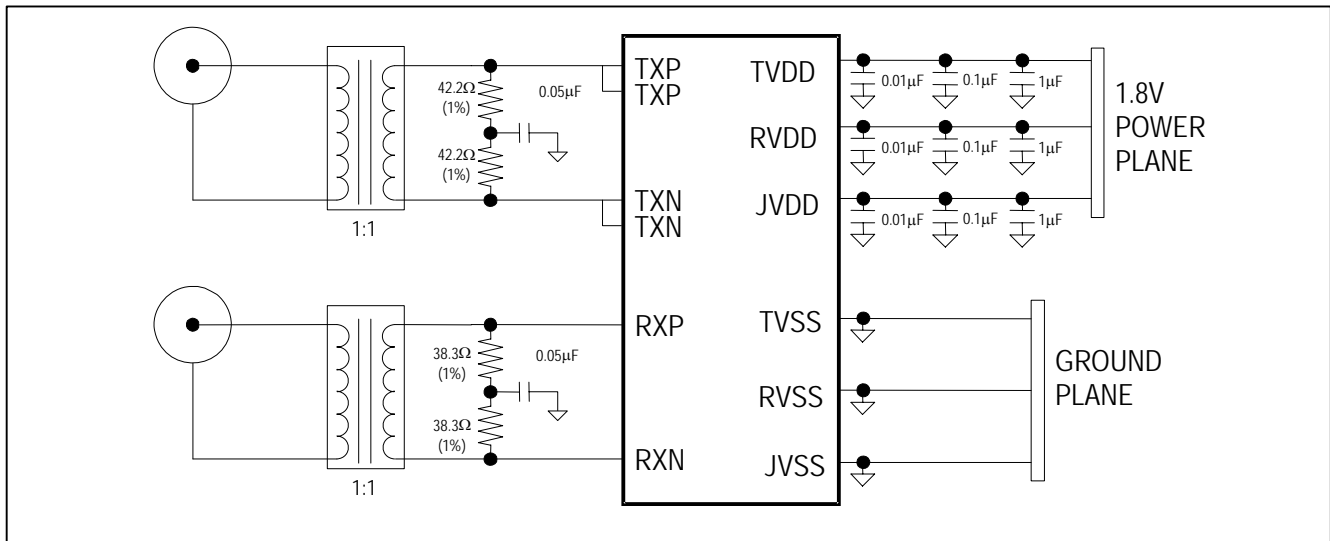 TXP
TXP
42.2Ω
(1%)
0.05µF
42.2Ω
(1%)
TXN
TXN
1:1
RXP
38.3Ω
(1%)
0.05µF
38.3Ω
(1%)
RXN
1:1
TVDD
0.01µF
0.1µF
1µF
RVDD
0.01µF
0.1µF
1µF
JVDD
0.01µF
0.1µF
1µF
1.8V
POWER
PLANE
TVSS
RVSS
JVSS
GROUND
PLANE